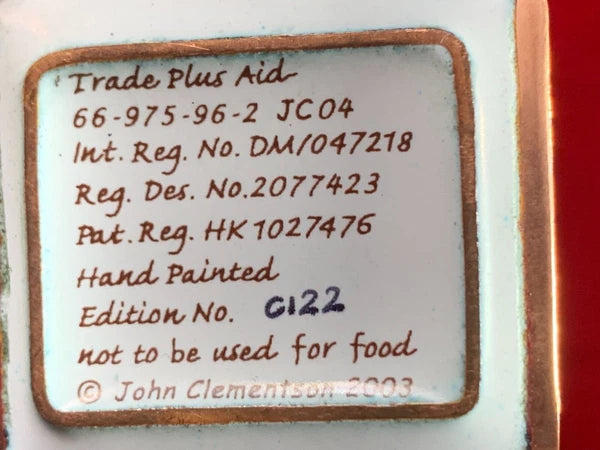 Trade Plus Aid
66-975-96-2 JC04
Int. Reg. No. DM/047218
Reg. Des. No.2077423
Pat. Reg. HK 1027476
Hand Painted
Edition No. C122
not to be used for food
© John Clementson 2003